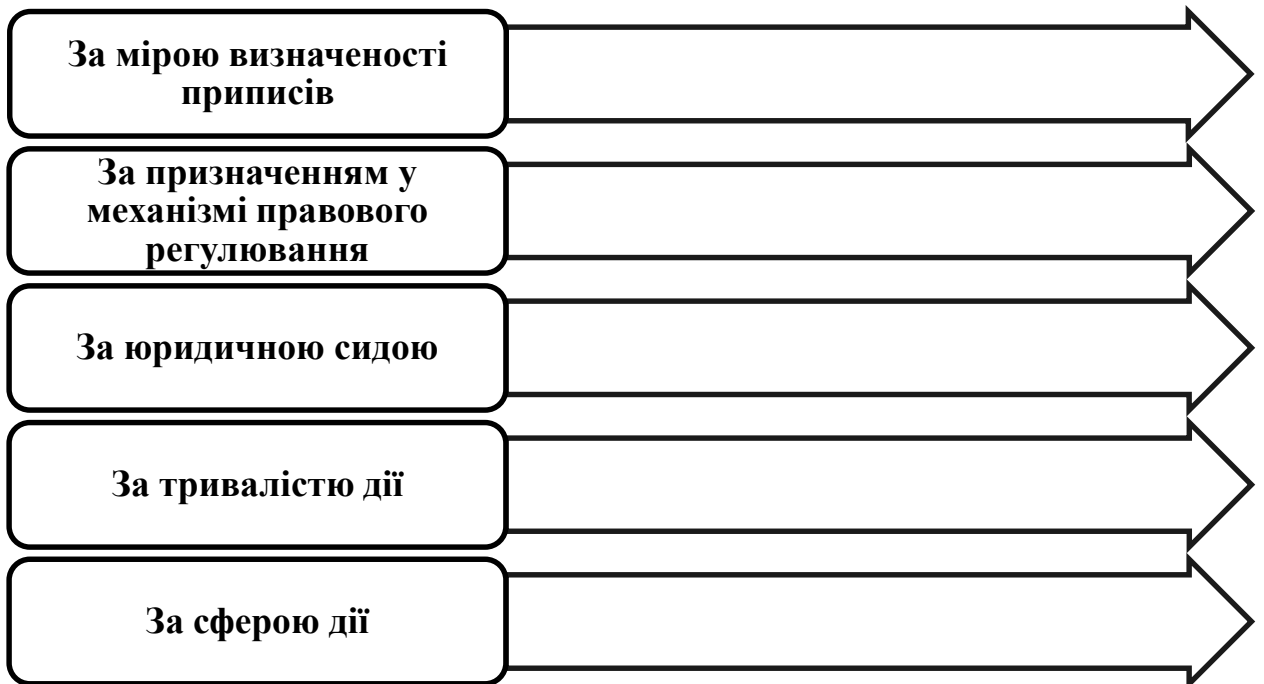 За мірою визначеності
приписів
За призначенням у
механізмі правового
регулювання
За юридичною сидою
За тривалістю дії
За сферою дії